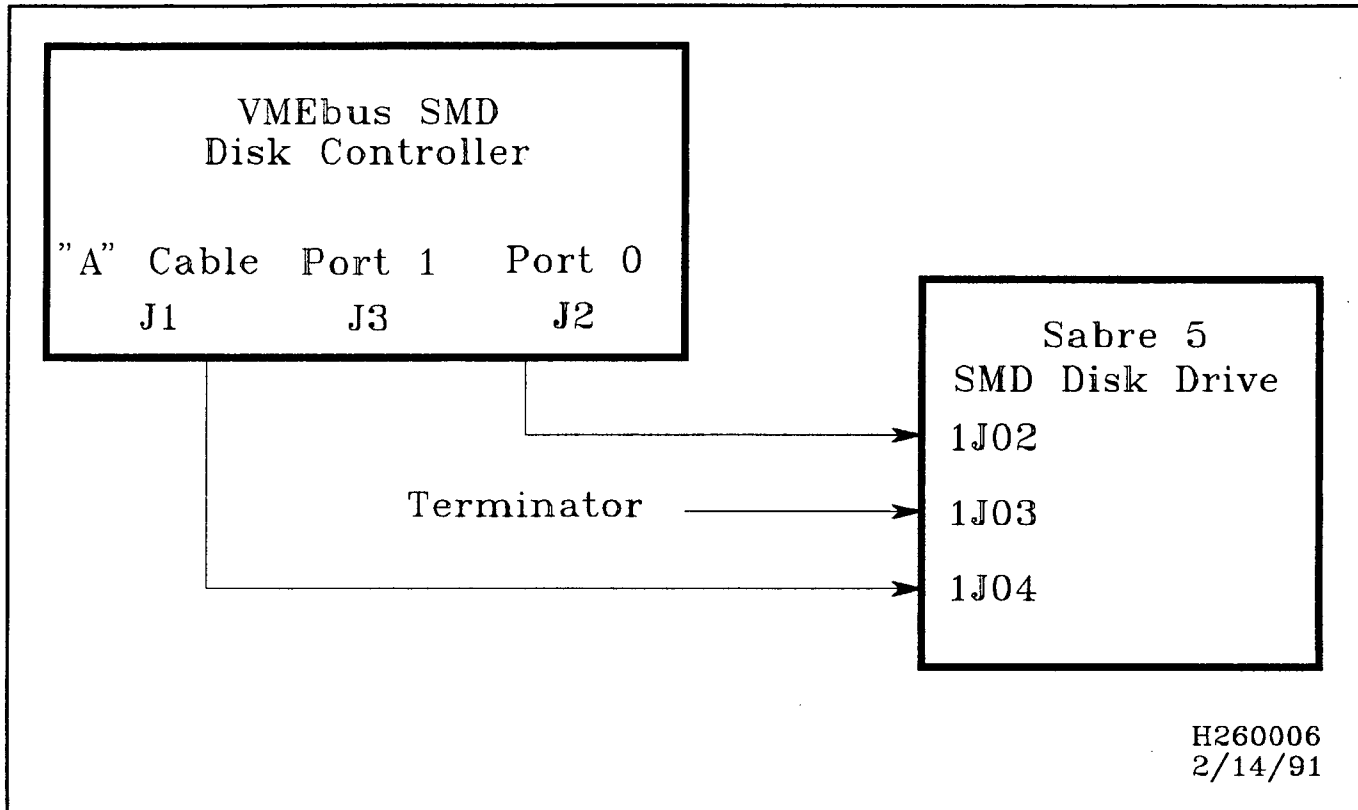 VMEbus SMD
Disk Controller
"A" Cable Port 1 Port 0
J1 J3 J2
Sabre 5
SMD Disk Drive
1J02
Terminator 1J03
1J04
H260006
2/14/91